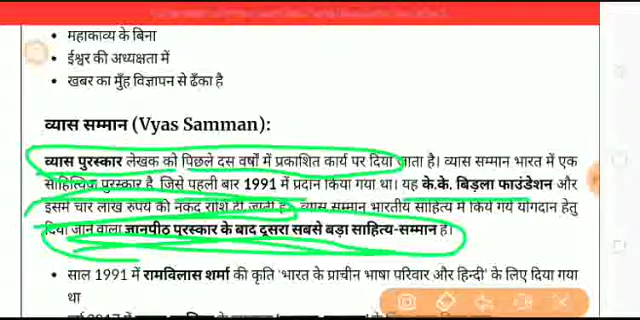 महाकाव्य के बिना
ईश्वर की अध्यक्षता में
खबर का मुँह विज्ञापन से ढँका है
व्यास सम्मान (Vyas Samman):
व्यास पुरस्कार लेखक को पिछले दस वर्षों में प्रकाशित कार्य पर दिया जाता है। व्यास सम्मान भारत में एक
साहित्यिक पुरस्कार है, जिसे पहली बार 1991 में प्रदान किया गया था। यह के.के. बिड़ला फाउंडेशन और
इसमें चार लाख रुपये की नकद राशि दी जाती है। व्यास सम्मान भारतीय साहित्य में किये गये योगदान हेतु
दिया जाने वाला ज्ञानपीठ पुरस्कार के बाद दूसरा सबसे बड़ा साहित्य-सम्मान है।
साल 1991 में रामविलास शर्मा की कृति 'भारत के प्राचीन भाषा परिवार और हिन्दी' के लिए दिया गया
था